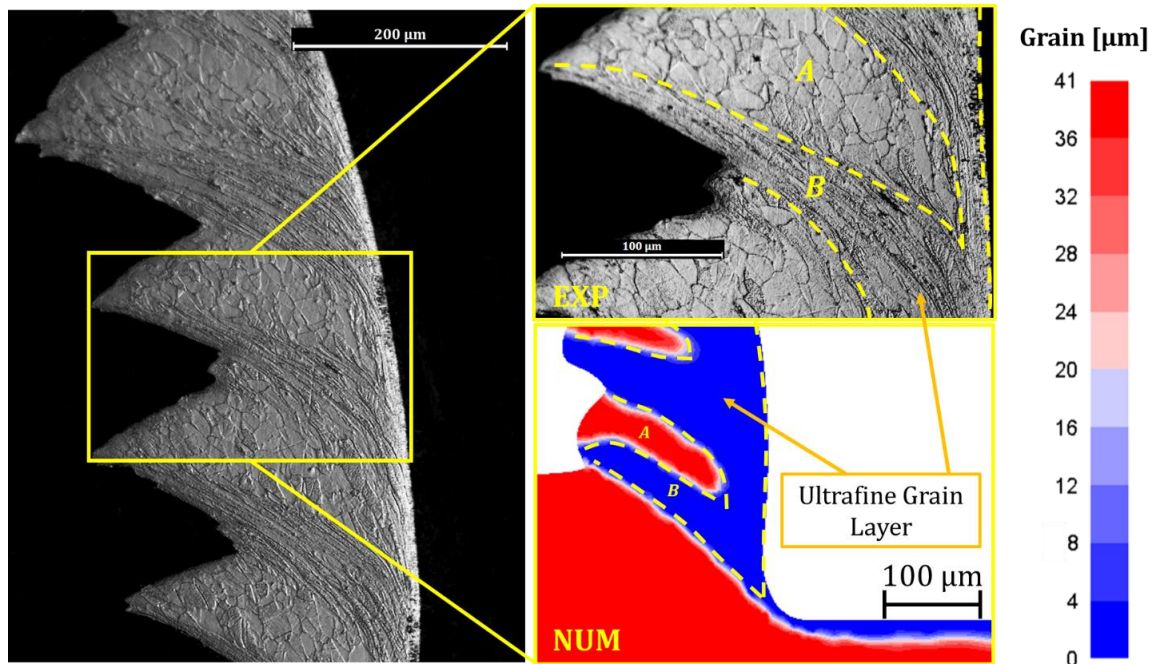 200 µm
A
B
100 µm
EXP
A
B
Ultrafine Grain
Layer
100 µm
NUM
Grain [µm]
41
36
32
28
24
20
16
12
8
4
0